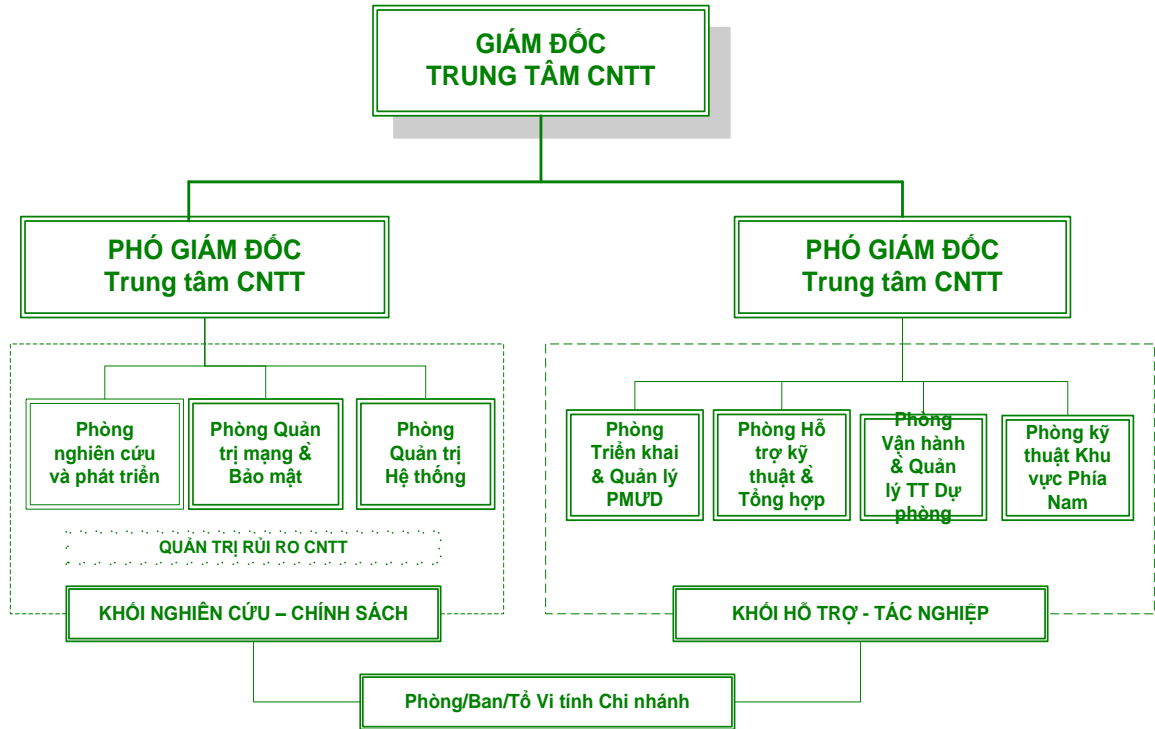 GIÁM ĐỐC
TRUNG TÂM CNTT
PHÓ GIÁM ĐỐC
Trung tâm CNTT
PHÓ GIÁM ĐỐC
Trung tâm CNTT
Phòng
nghiên cứu
và phát triển
Phòng Quản
trị mạng &
Bảo mật
Phòng
Quản trị
Hệ thống
Phòng
Triển khai
& Quản lý
PMƯD
Phòng Hỗ
trợ kỹ
thuật &
Tổng hợp
Phòng
Vận hành
& Quản
lý TT Dự
phòng
Phòng kỹ
thuật Khu
vực Phía
Nam
QUẢN TRỊ RỦI RO CNTT
KHỐI NGHIÊN CỨU – CHÍNH SÁCH
KHỐI HỖ TRỢ - TÁC NGHIỆP
Phòng/Ban/Tổ Vi tính Chi nhánh